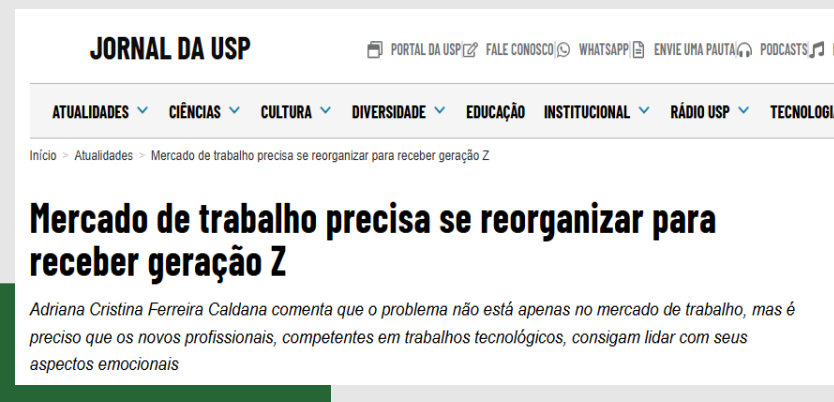 JORNAL DA USP
PORTAL DA USP FALE CONOSCO WHATSAPP ENVIE UMA PAUTA PODCASTS
ATUALIDADES CIÊNCIAS CULTURA DIVERSIDADE EDUCAÇÃO INSTITUCIONAL RÁDIO USP TECNOLOGI
Início > Atualidades > Mercado de trabalho precisa se reorganizar para receber geração Z
Mercado de trabalho precisa se reorganizar para
receber geração Z
Adriana Cristina Ferreira Caldana comenta que o problema não está apenas no mercado de trabalho, mas é
preciso que os novos profissionais, competentes em trabalhos tecnológicos, consigam lidar com seus
aspectos emocionais